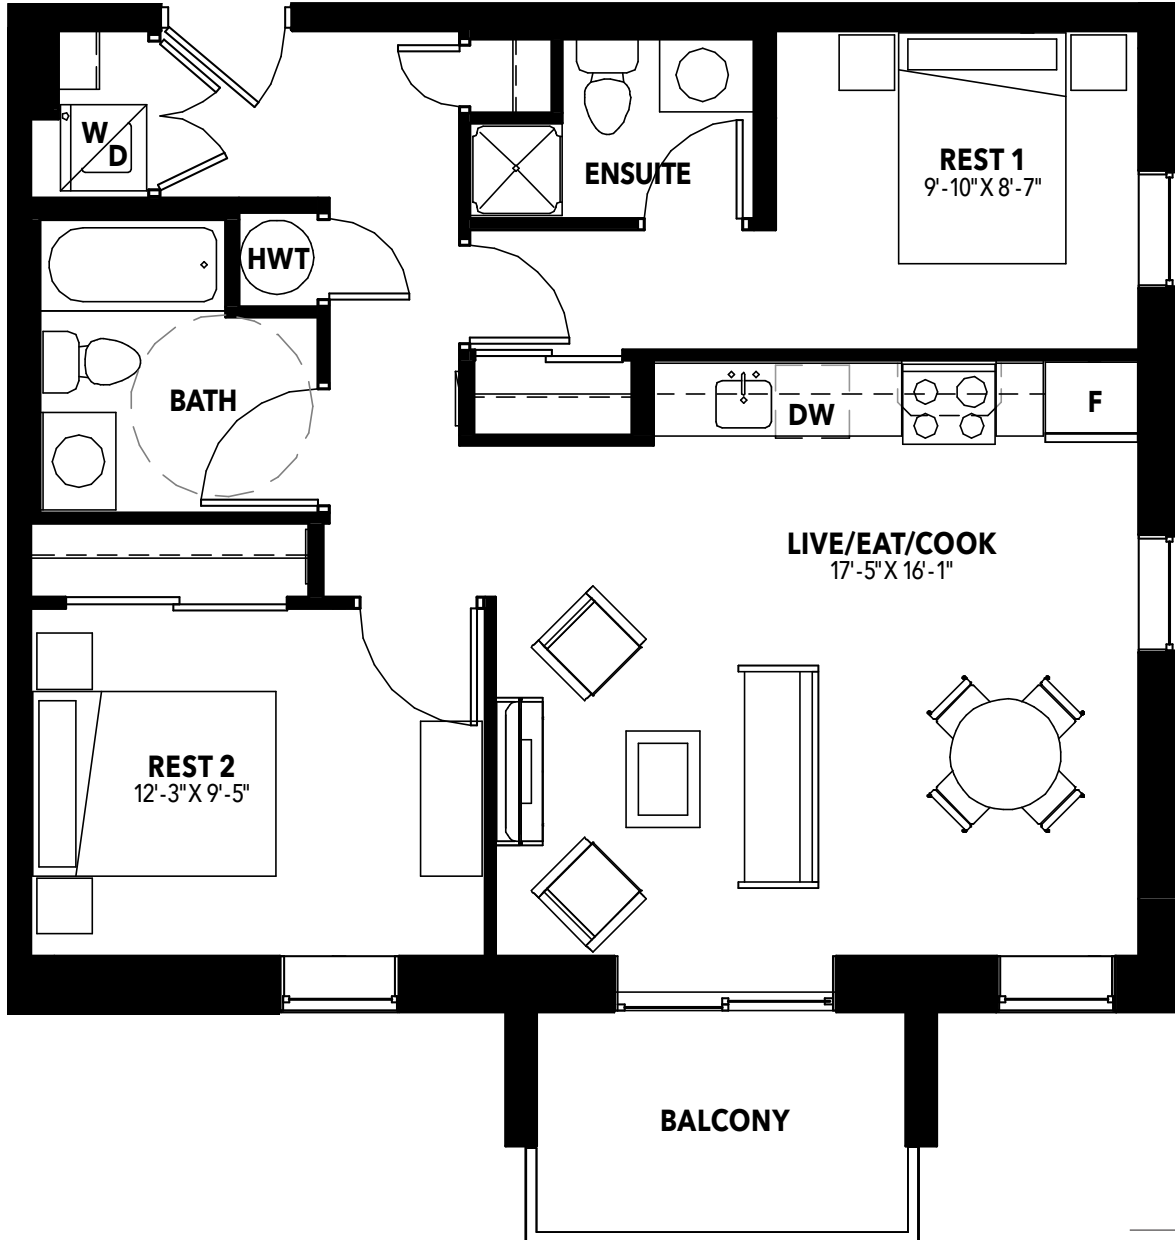 W
D
ENSUITE
REST 1
9'-10" X 8'-7"
HWT
BATH
DW
F
LIVE/EAT/COOK
17'-5" X 16'-1"
REST 2
12'-3" X 9'-5"
BALCONY